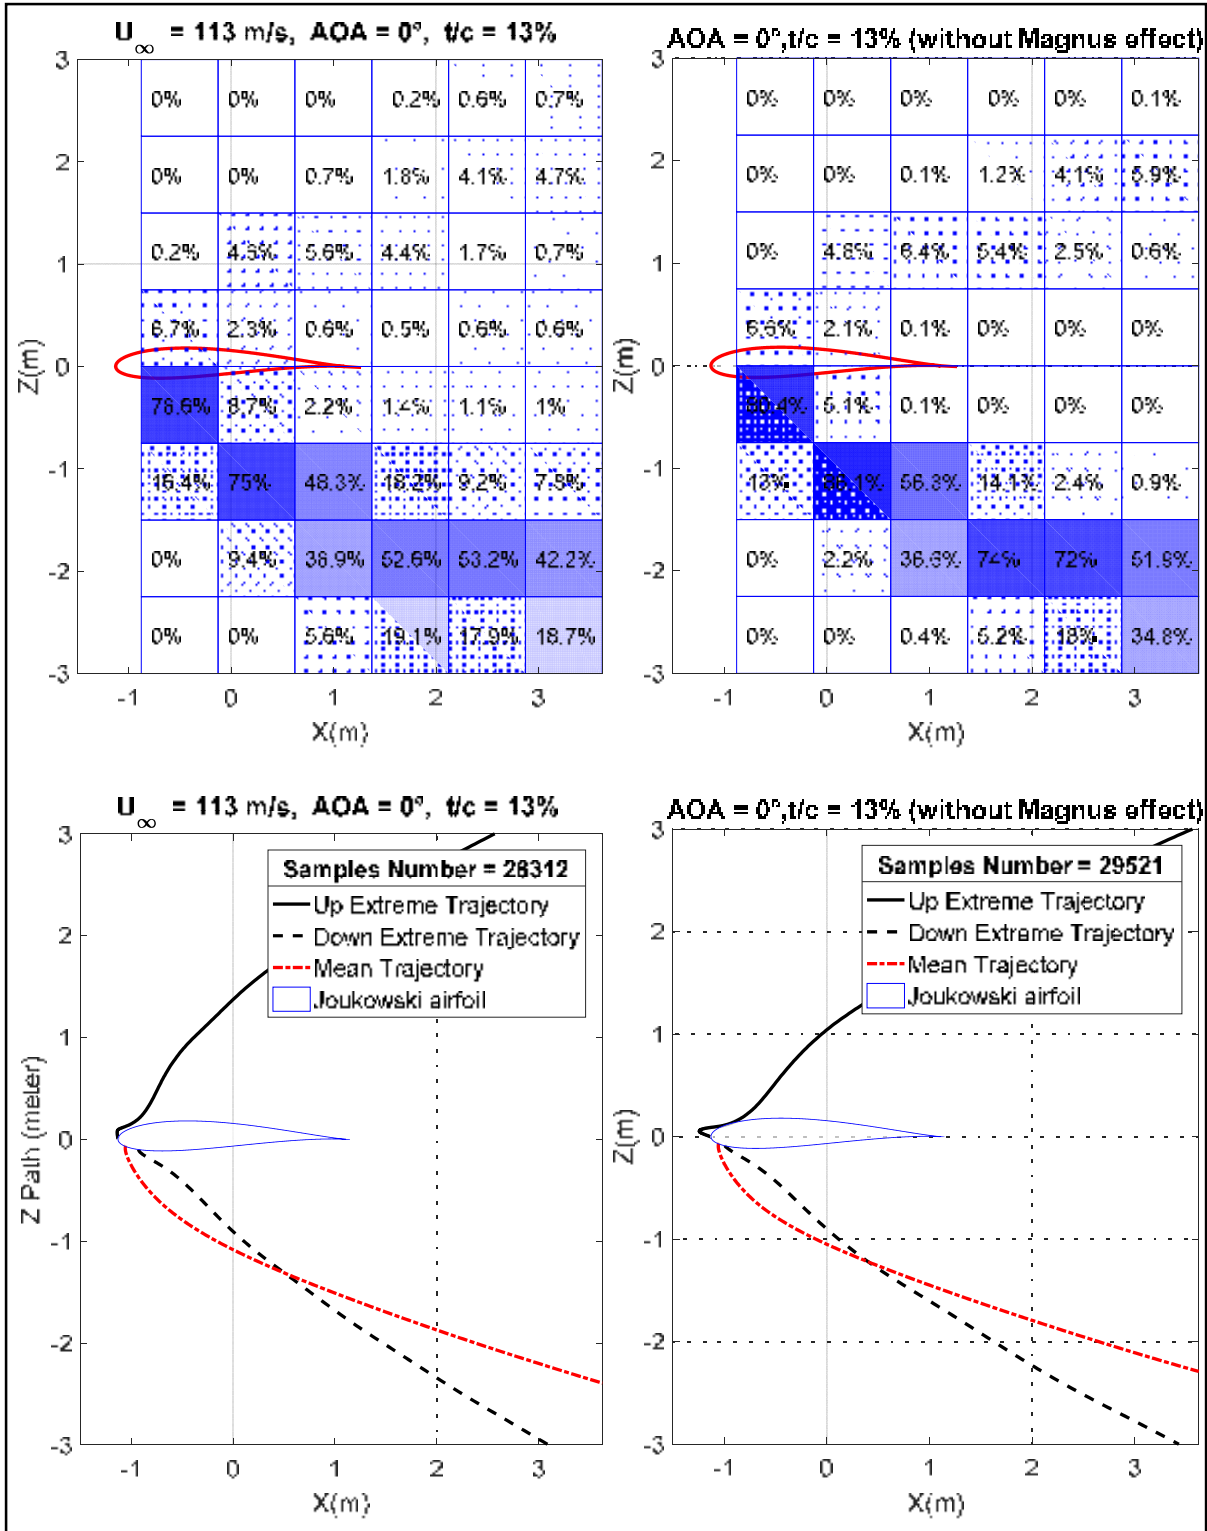 U∞ = 113 m/s, AOA = 0°, t/c = 13%
3
2
1
0
-1
-2
-3
Z(m)
0% 0% 0% 0.2% 0.6% 0.7%
0% 0% 0.7% 1.8% 4.1% 4.7%
0.2% 4.3% 5.6% 4.4% 1.7% 0.7%
6.7% 2.3% 0.6% 0.5% 0.6% 0.6%
78.6% 8.7% 2.2% 1.4% 1.1% 1%
16.4% 75% 48.3% 18.2% 9.2% 7.8%
0% 9.4% 38.9% 52.6% 53.2% 42.2%
0% 0% 5.6% 19.1% 17.9% 18.7%
-1 0 1 2 3
X(m)
AOA = 0°,t/c = 13% (without Magnus effect)
3
2
1
0
-1
-2
-3
Z(m)
0% 0% 0% 0% 0% 0.1%
0% 0% 0.1% 1.2% 4.1% 5.9%
0% 4.8% 6.4% 5.4% 2.5% 0.6%
6.6% 2.1% 0.1% 0% 0% 0%
80.4% 5.1% 0.1% 0% 0% 0%
13% 56.3% 14.1% 2.4% 0.9%
0% 2.2% 36.6% 74% 72% 51.8%
0% 0% 0.4% 5.2% 13% 34.8%
-1 0 1 2 3
X(m)
U∞ = 113 m/s, AOA = 0°, t/c = 13%
3
2
1
0
-1
-2
-3
Z Path (meter)
Samples Number = 28312
Up Extreme Trajectory
Down Extreme Trajectory
Mean Trajectory
Joukowski airfoil
-1 0 1 2 3
X(m)
AOA = 0°,t/c = 13% (without Magnus effect)
3
2
1
0
-1
-2
-3
Z(m)
Samples Number = 29521
Up Extreme Trajectory
Down Extreme Trajectory
Mean Trajectory
Joukowski airfoil
-1 0 1 2 3
X(m)